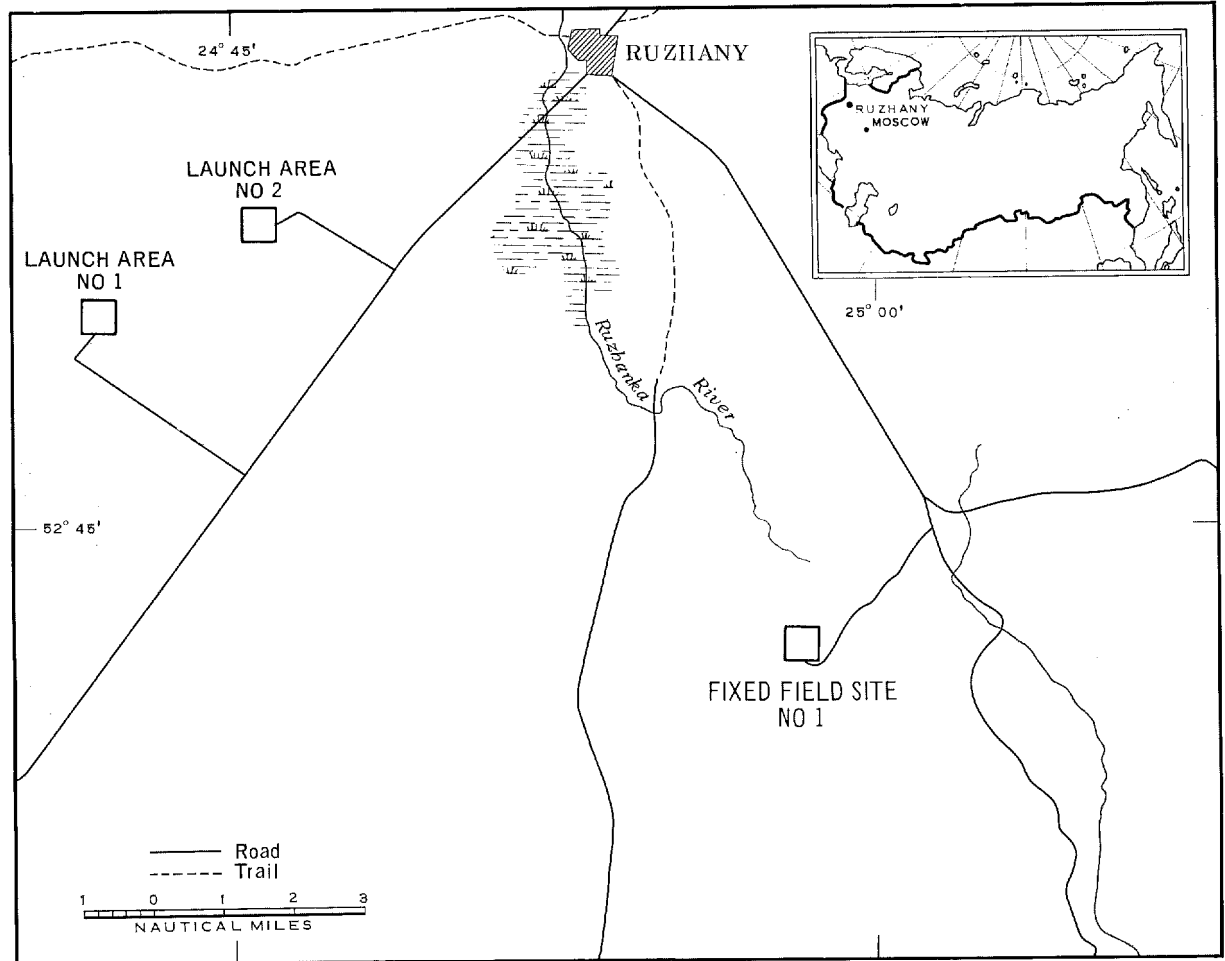 24° 45'
RUZHANY
RUZHANY
MOSCOW
LAUNCH AREA
NO 2
LAUNCH AREA
NO 1
25° 00'
Ruzhanka
River
52° 45'
FIXED FIELD SITE
NO 1
Road
Trail
1 0 1 2 3
NAUTICAL MILES